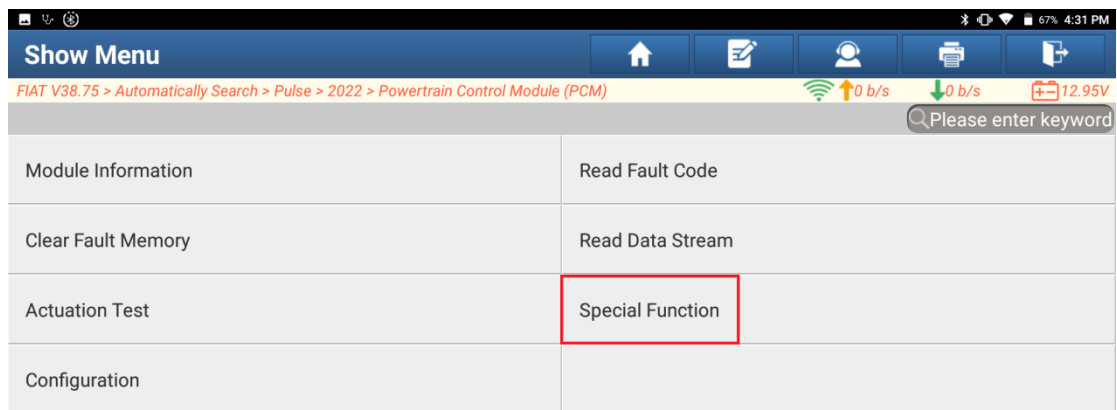 67% 4:31 PM
Show Menu
FIAT V38.75 > Automatically Search > Pulse > 2022 > Powertrain Control Module (PCM) 0 b/s 0 b/s 12.95V
Please enter keyword
Module Information Read Fault Code
Clear Fault Memory Read Data Stream
Actuation Test Special Function
Configuration